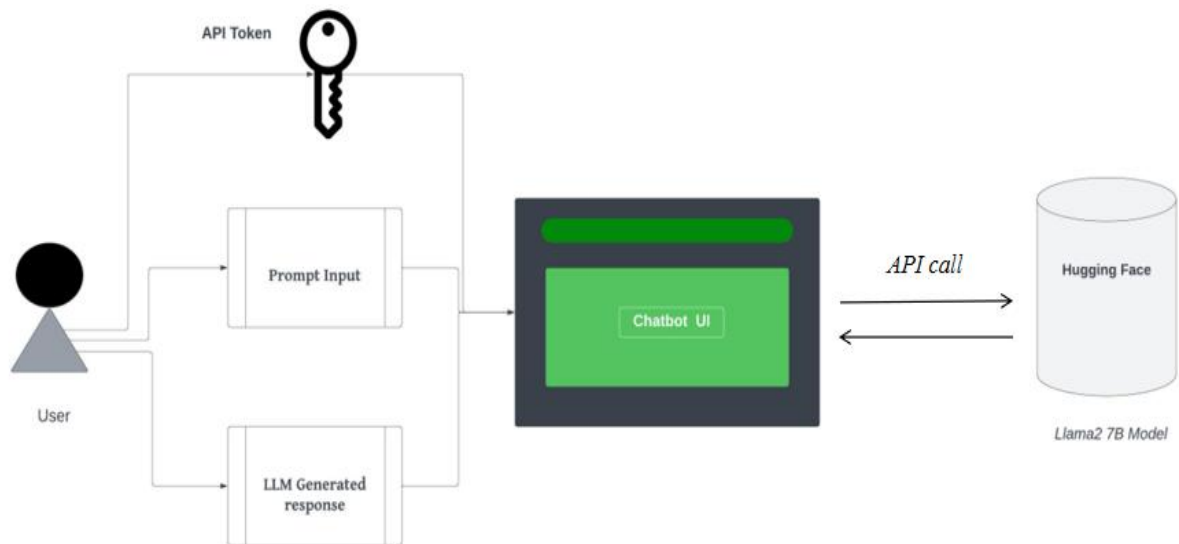 API Token
Prompt Input
API call
Hugging Face
Chatbot UI
User
Llama2 7B Model
LLM Generated
response